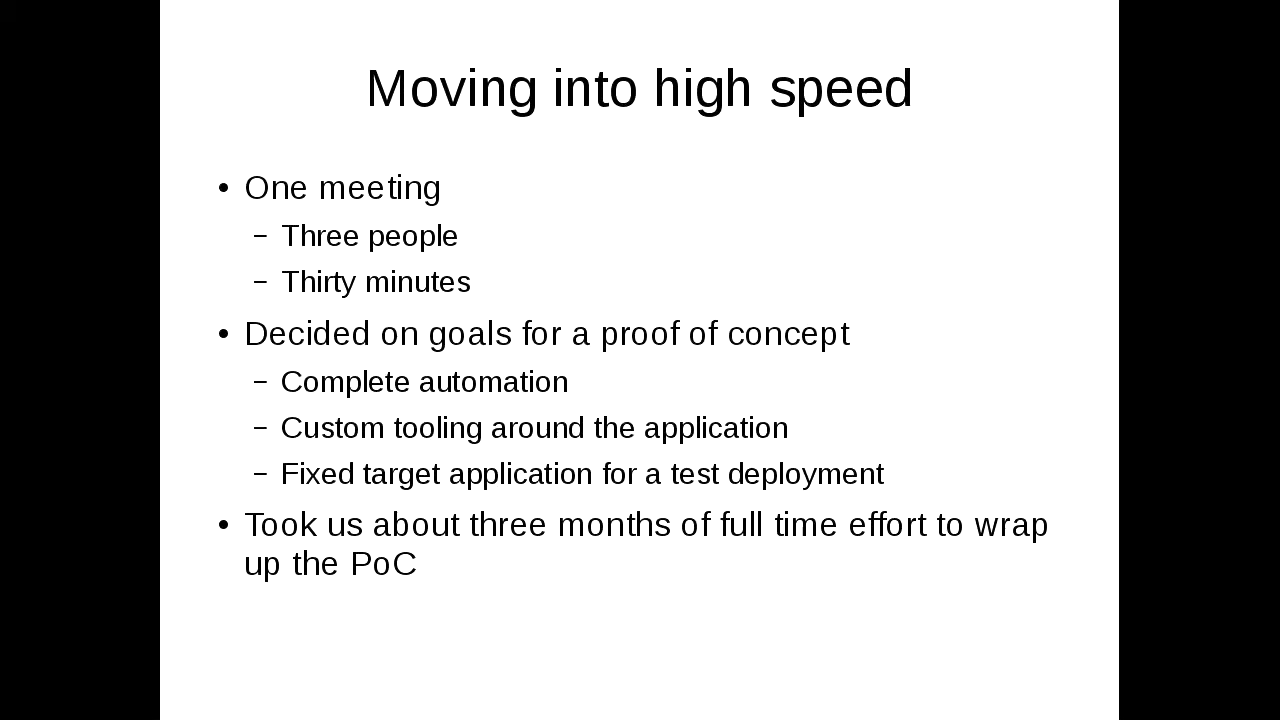 Moving into high speed
• One meeting
– Three people
– Thirty minutes
• Decided on goals for a proof of concept
– Complete automation
– Custom tooling around the application
– Fixed target application for a test deployment
• Took us about three months of full time effort to wrap
up the PoC